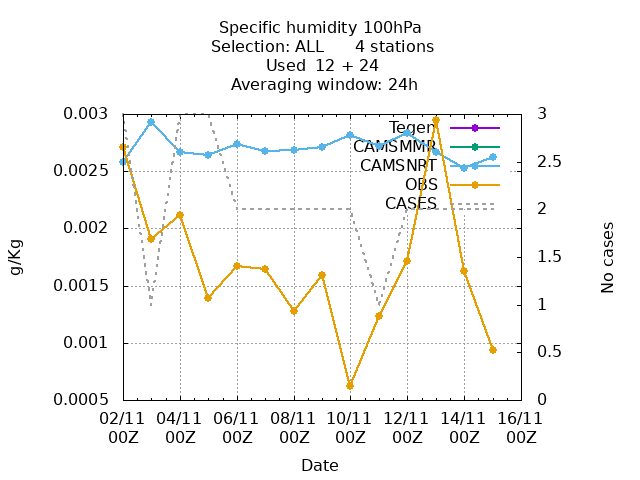 Specific humidity 100hPa
Selection: ALL 4 stations
Used 12 + 24
Averaging window: 24h
0.003
0.0025
0.002
0.0015
0.001
0.0005
g/Kg
3
2.5
2
1.5
1
0.5
0
No cases
Tegen
CAMSMMR
CAMSNRT
OBS
CASES
02/11 04/11 06/11 08/11 10/11 12/11 14/11 16/11
00Z 00Z 00Z 00Z 00Z 00Z 00Z 00Z
Date